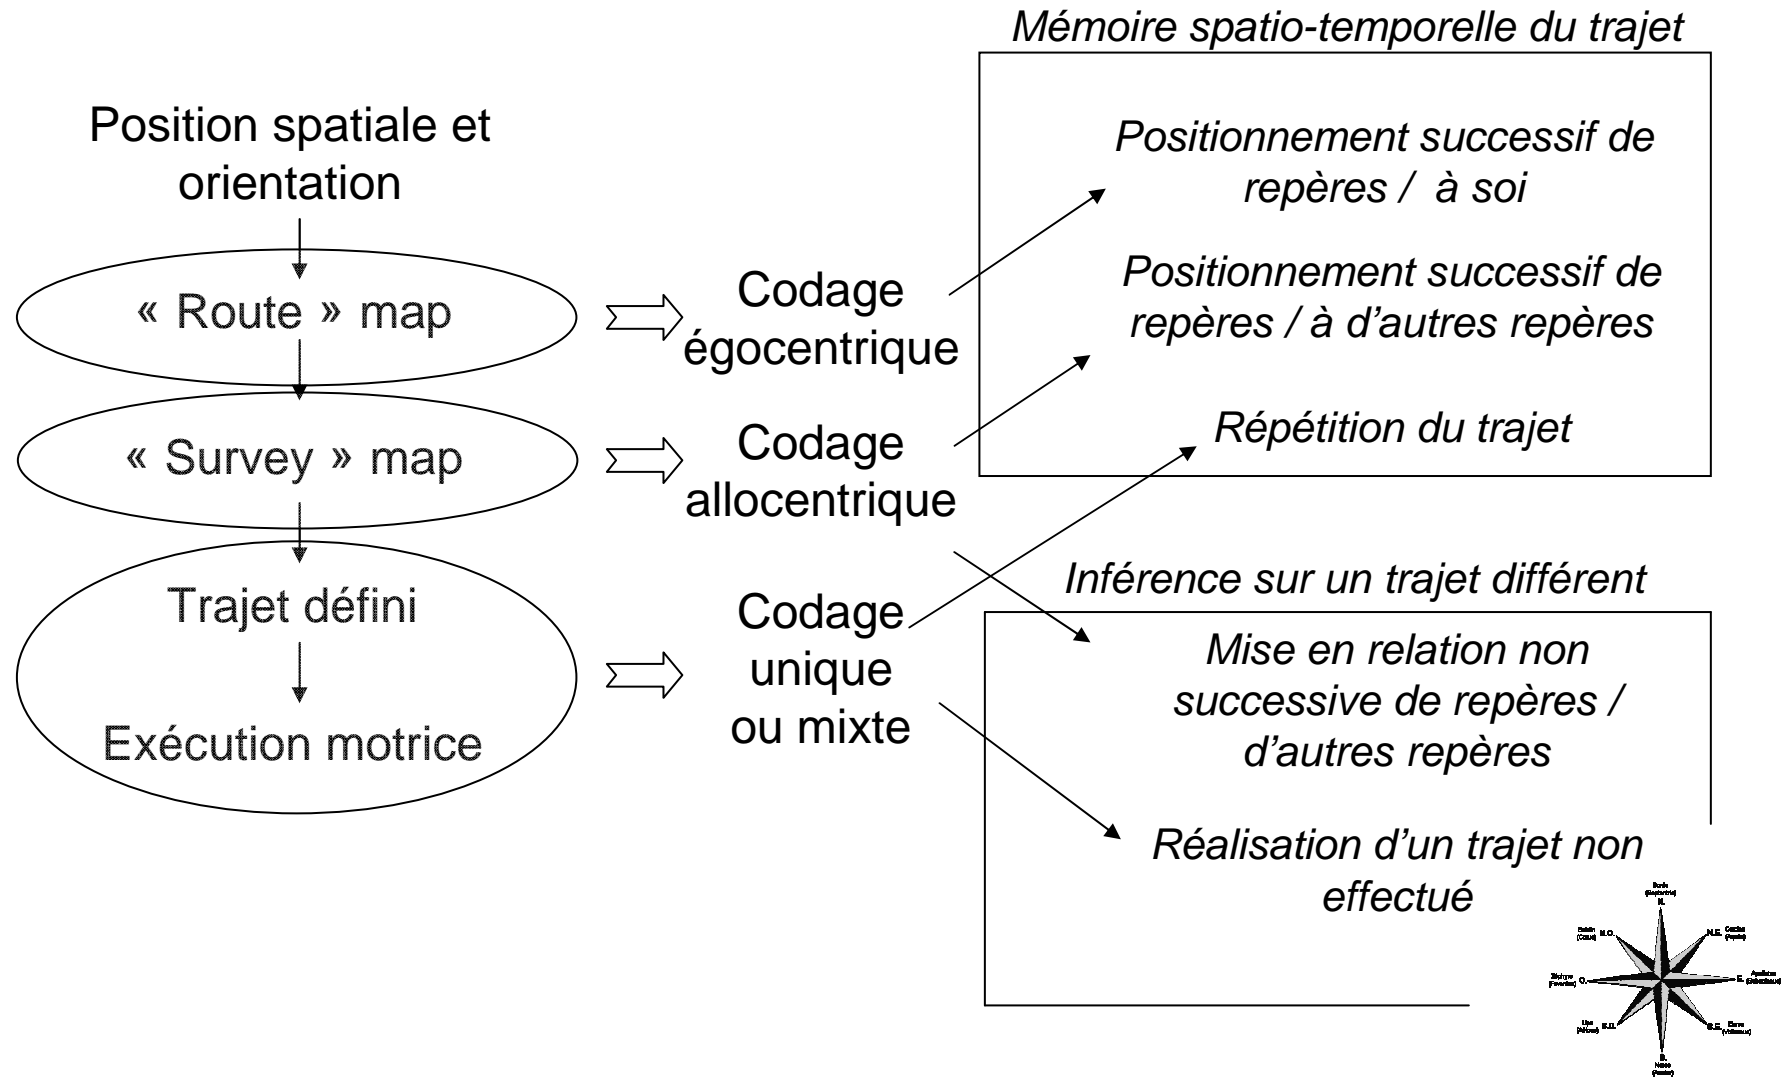 Mémoire spatio-temporelle du trajet
Position spatiale et
orientation
« Route » map
« Survey » map
Trajet défini
Exécution motrice
Codage
égocentrique
Codage
allocentrique
Codage
unique
ou mixte
Positionnement successif de
repères / à soi
Positionnement successif de
repères / à d'autres repères
Répétition du trajet
Inférence sur un trajet différent
Mise en relation non
successive de repères /
d'autres repères
Réalisation d'un trajet non
effectué
N.
N.O.
N.E.
O.
E.
S.O.
S.E.
S.